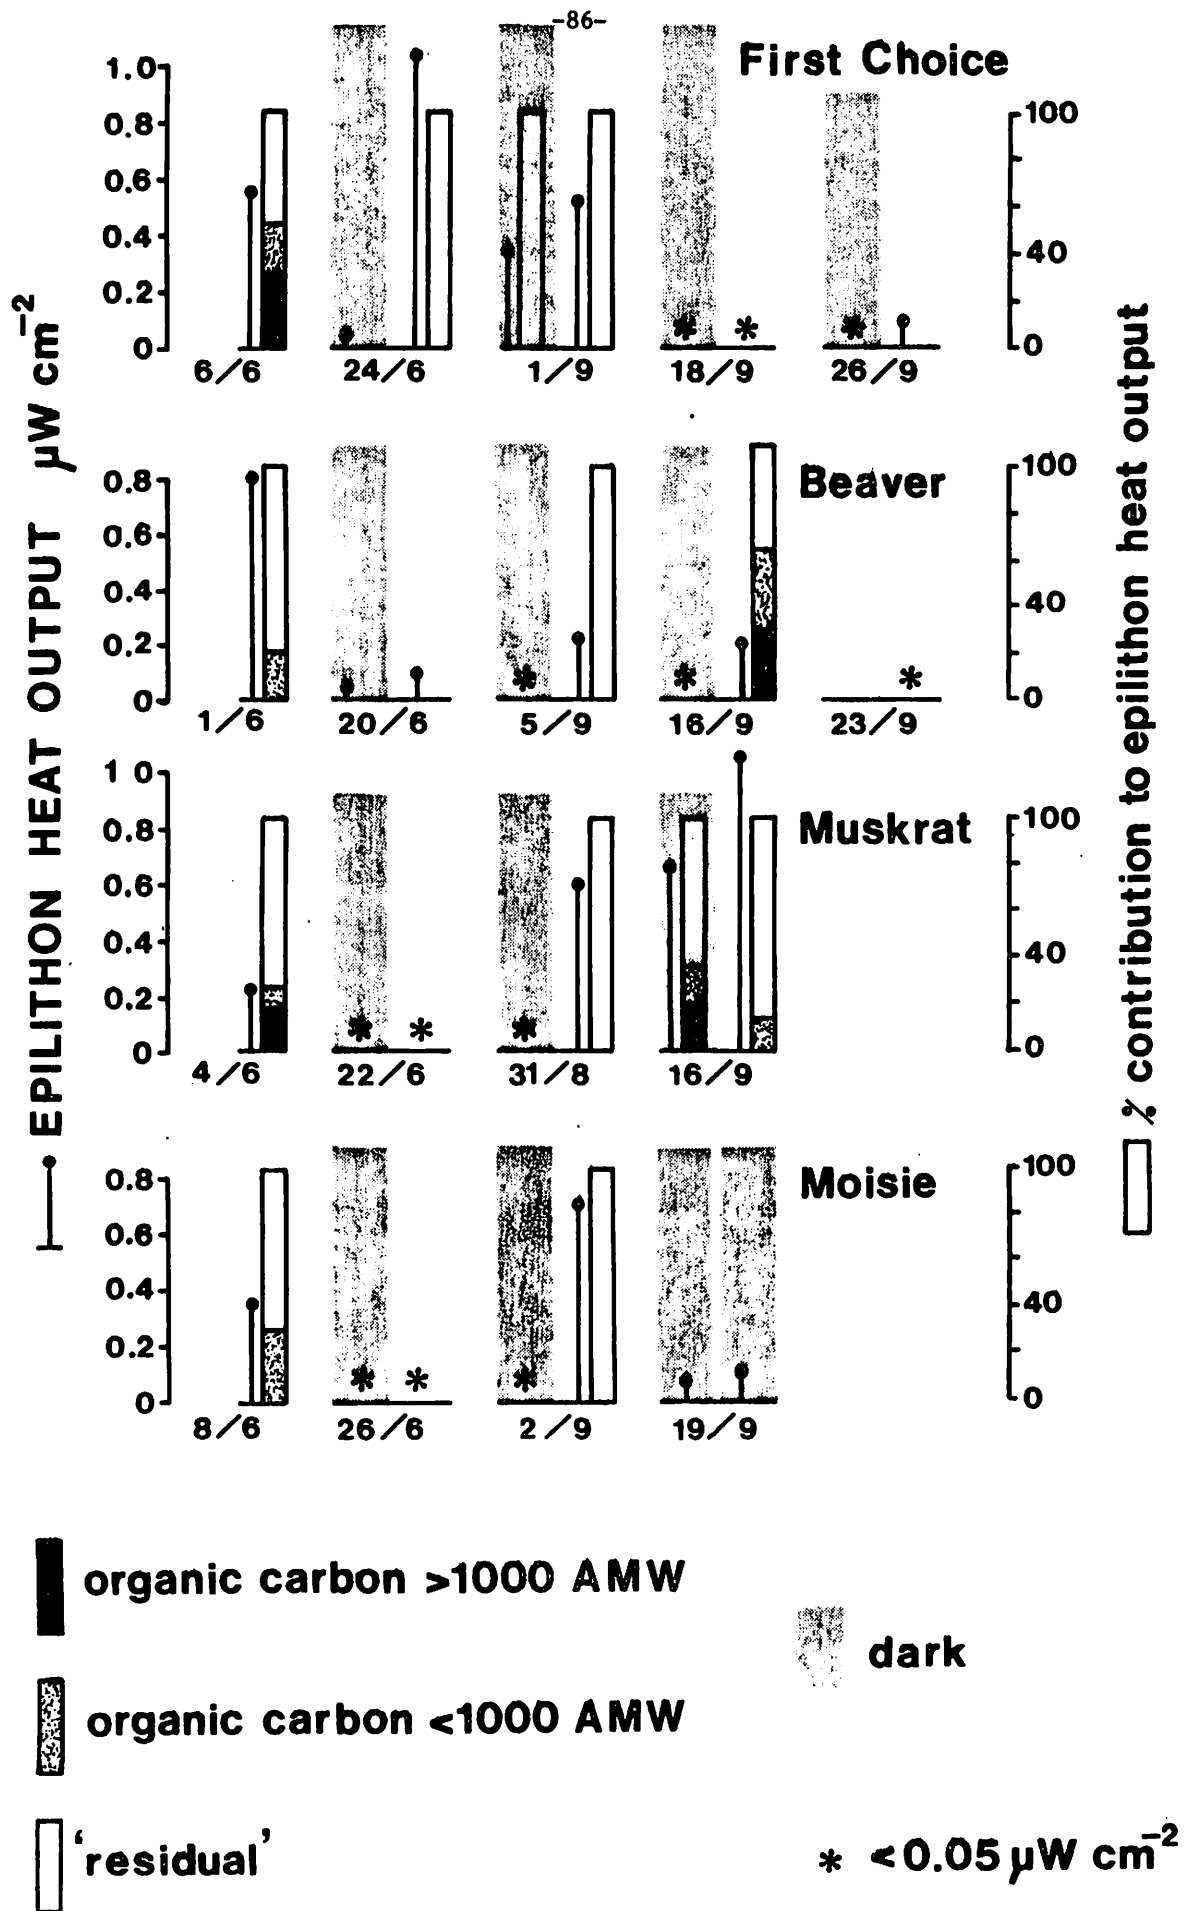 -86-
First Choice
1.0
0.8
0.6
0.4
0.2
0
100
40
0
6/6 24/6 1/9 18/9 26/9
* * * *
Beaver
0.8
0.6
0.4
0.2
0
100
40
0
1/6 20/6 5/9 16/9 23/9
* * *
Muskrat
1 0
0.8
0.6
0.4
0.2
0
100
40
0
4/6 22/6 31/8 16/9
* * *
Moisie
0.8
0.6
0.4
0.2
0
100
40
0
8/6 26/6 2/9 19/9
* * *
EPILITHON HEAT OUTPUT µW cm-2
% contribution to epilithon heat output
organic carbon >1000 AMW
organic carbon <1000 AMW
'residual'
dark
* <0.05 µW cm-2